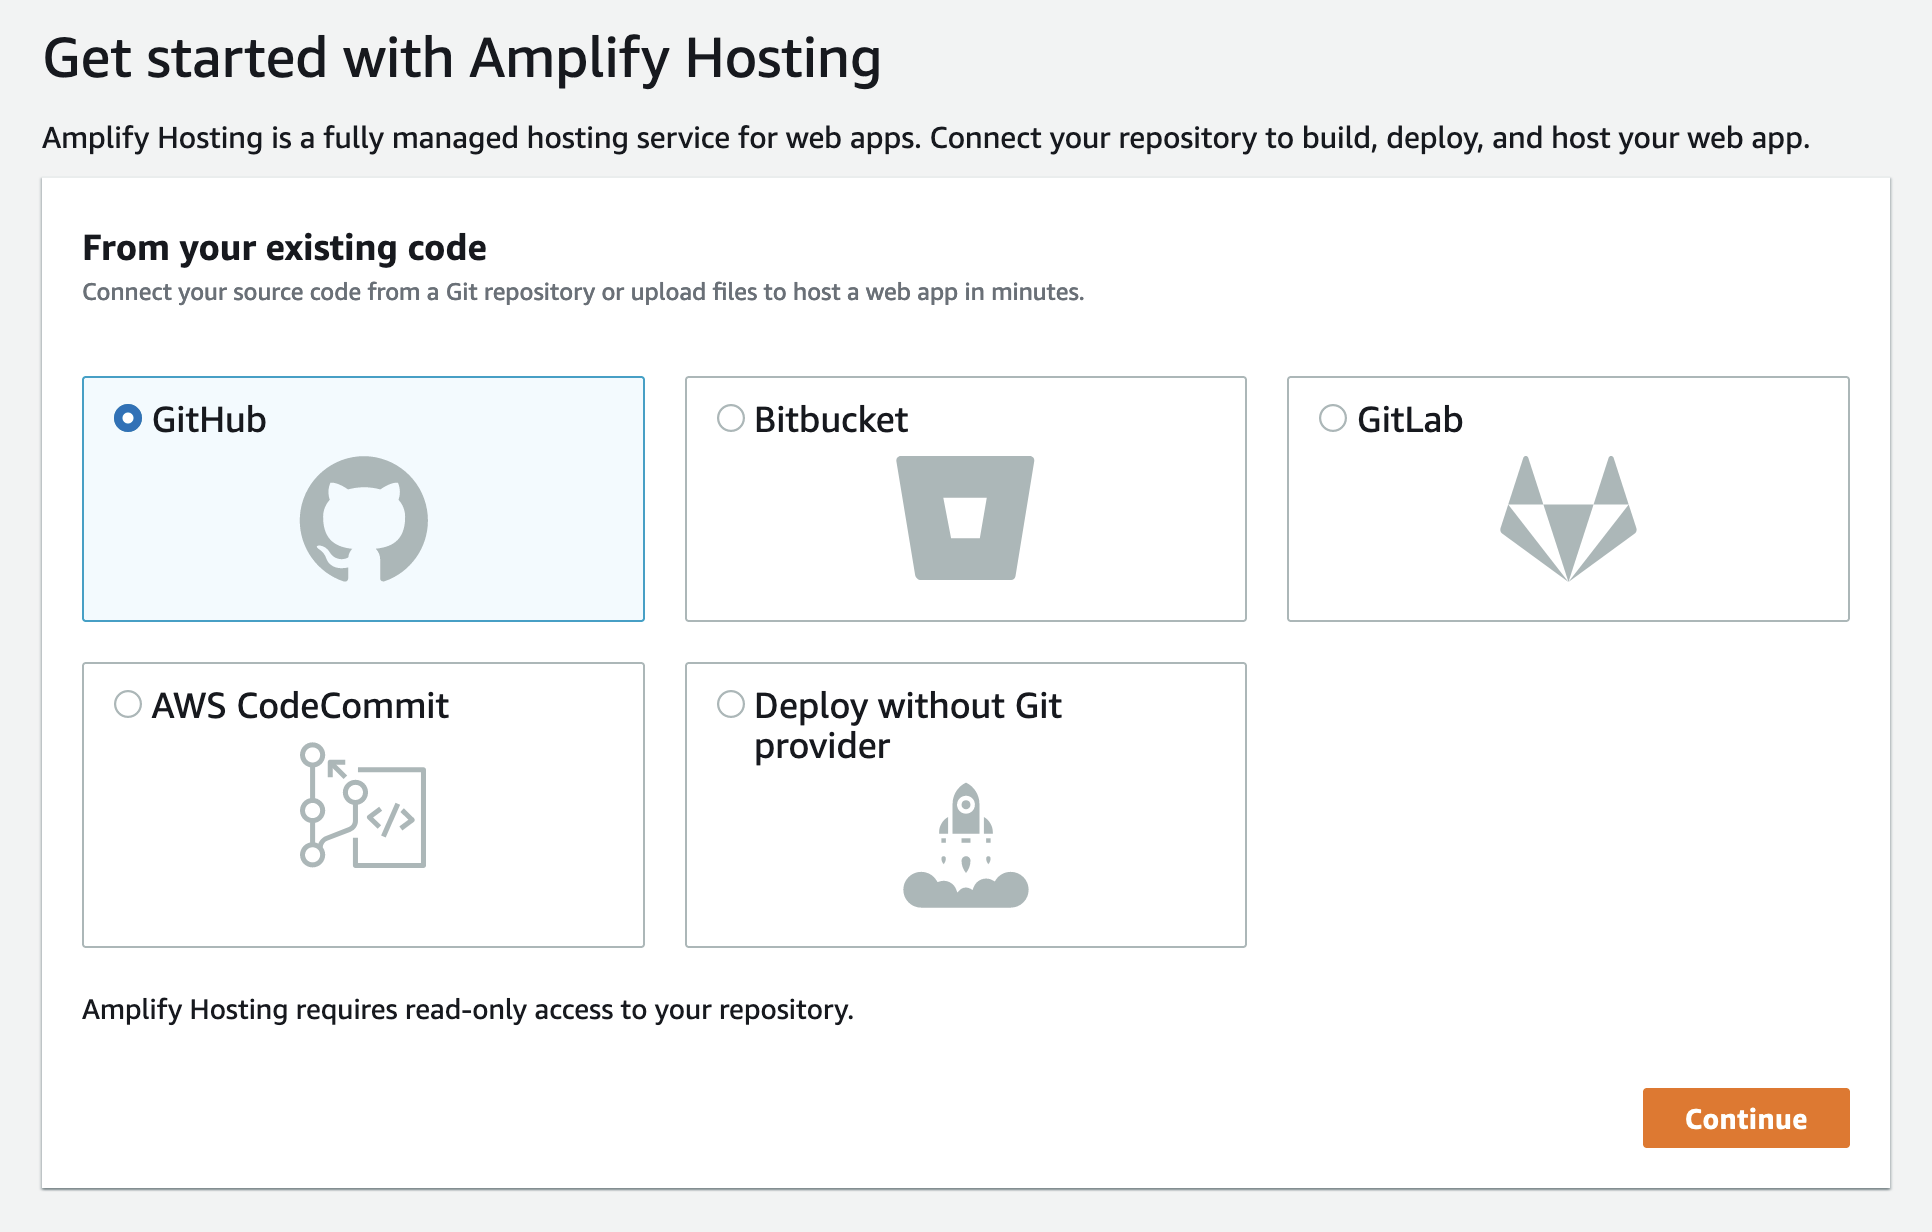 Get started with Amplify Hosting
Amplify Hosting is a fully managed hosting service for web apps. Connect your repository to build, deploy, and host your web app.
From your existing code
Connect your source code from a Git repository or upload files to host a web app in minutes.
GitHub
Bitbucket
GitLab
AWS CodeCommit
Deploy without Git
provider
</>
Amplify Hosting requires read-only access to your repository.
Continue